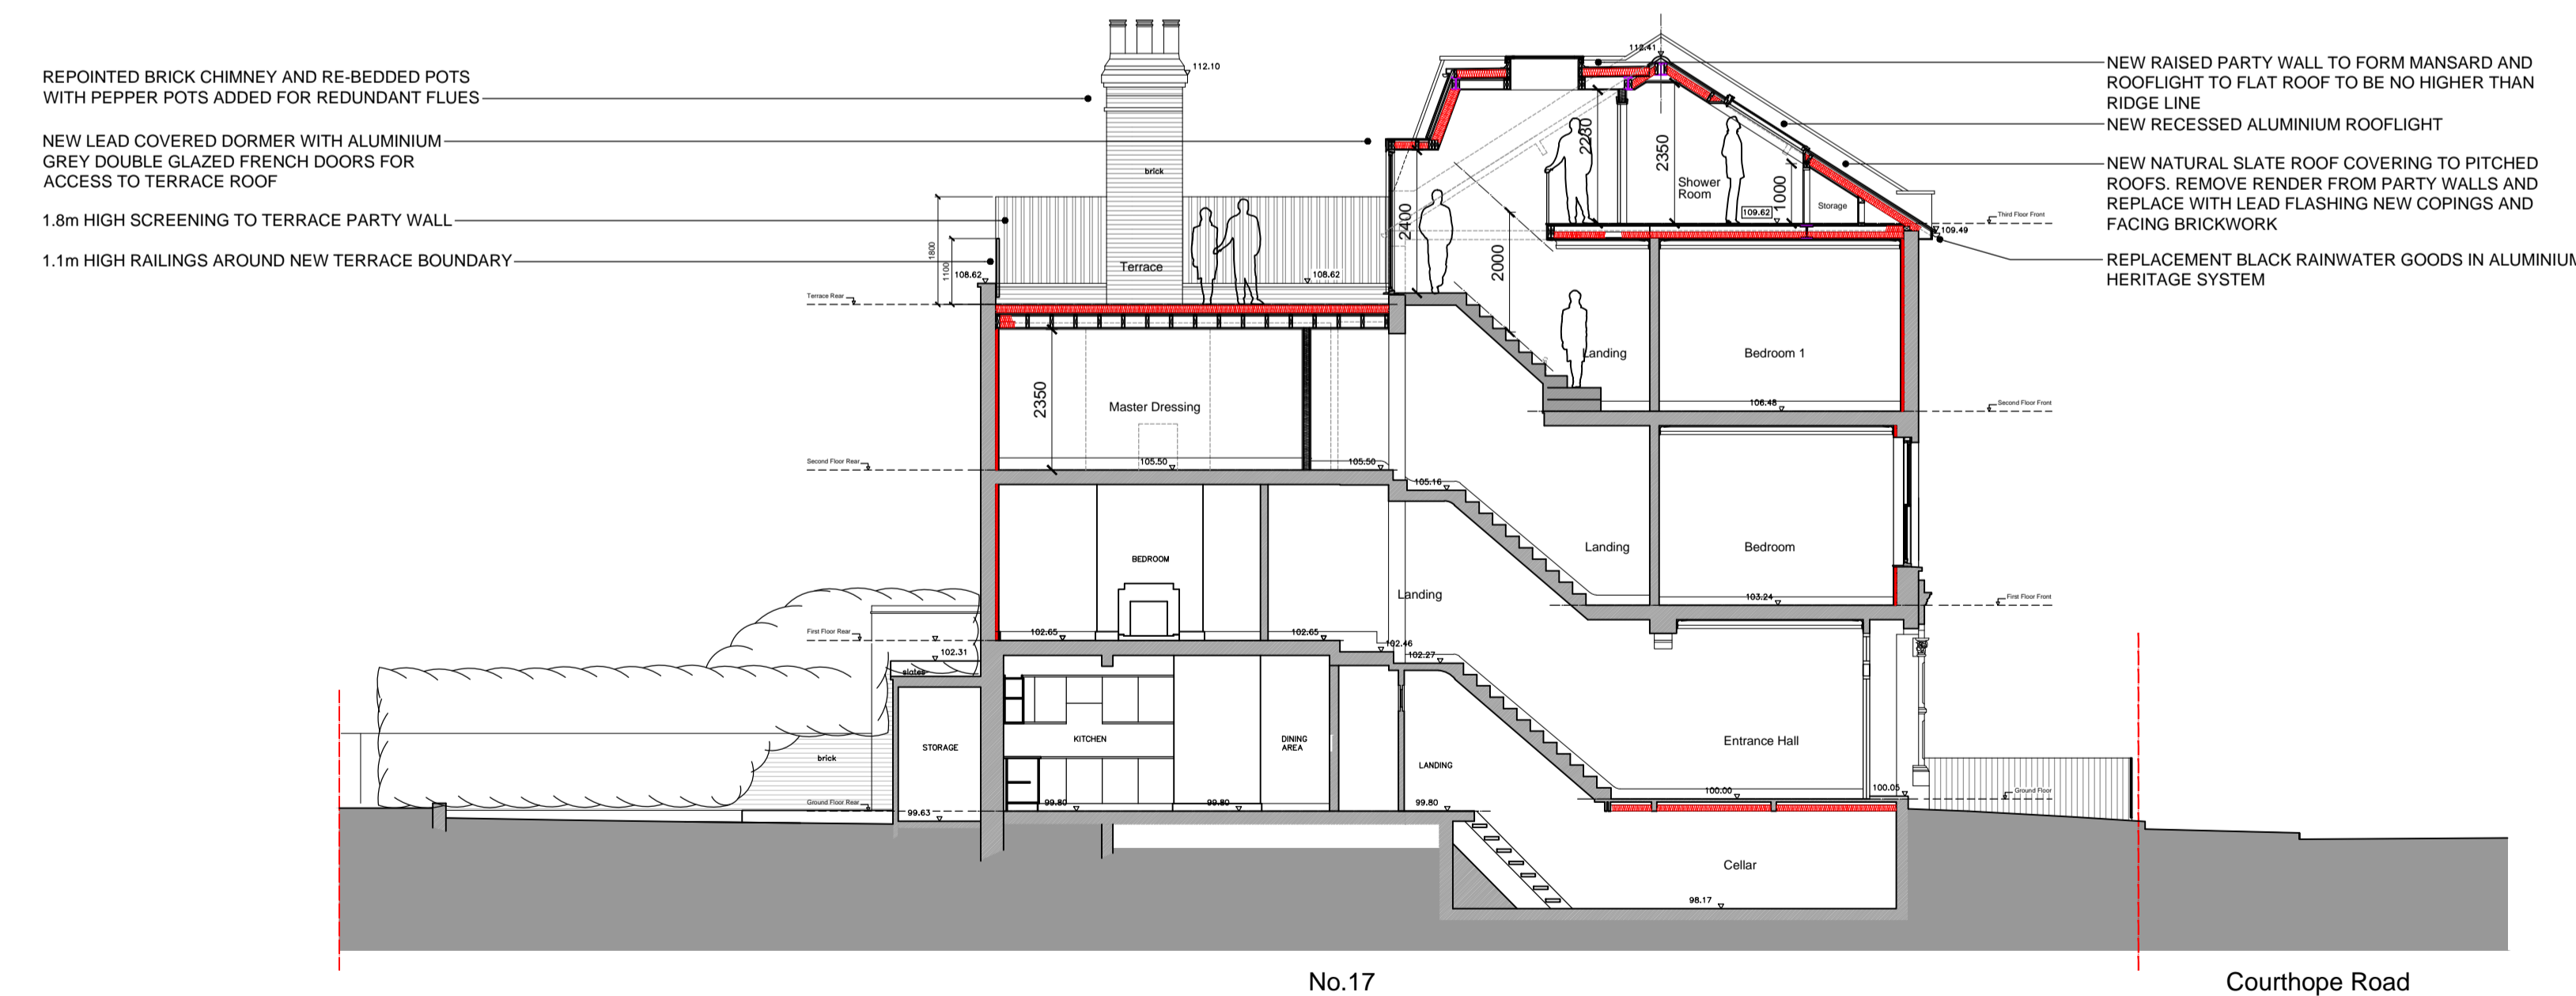 REPOINTED BRICK CHIMNEY AND RE-BEDDED POTS
WITH PEPPER POTS ADDED FOR REDUNDANT FLUES
NEW LEAD COVERED DORMER WITH ALUMINIUM
GREY DOUBLE GLAZED FRENCH DOORS FOR
ACCESS TO TERRACE ROOF
1.8m HIGH SCREENING TO TERRACE PARTY WALL
1.1m HIGH RAILINGS AROUND NEW TERRACE BOUNDARY
NEW RAISED PARTY WALL TO FORM MANSARD AND
ROOFLIGHT TO FLAT ROOF TO BE NO HIGHER THAN
RIDGE LINE
NEW RECESSED ALUMINIUM ROOFLIGHT
NEW NATURAL SLATE ROOF COVERING TO PITCHED
ROOFS. REMOVE RENDER FROM PARTY WALLS AND
REPLACE WITH LEAD FLASHING NEW COPINGS AND
FACING BRICKWORK
REPLACEMENT BLACK RAINWATER GOODS IN ALUMINIUM
HERITAGE SYSTEM
112.10
112.41
brick
2230
2350
Shower
Room
1000
109.62
Storage
Third Floor Front
109.49
2400
2000
1800
1100
Terrace
108.62
108.62
Terrace Rear
Landing
Bedroom 1
2350
Master Dressing
106.48
Second Floor Front
Second Floor Rear
105.50
105.50
105.16
Landing
Bedroom
BEDROOM
Landing
103.24
First Floor Front
First Floor Rear
102.65
102.65
102.46
102.31
102.27
slates
STORAGE
KITCHEN
DINING
AREA
LANDING
Entrance Hall
brick
Ground Floor Rear
99.63
99.80
99.80
99.80
100.00
100.05
Ground Floor
Cellar
98.17
No.17
Courthope Road